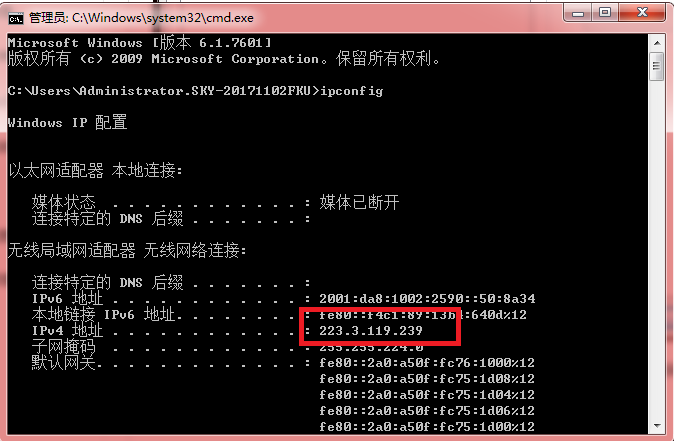 管理员: C:\Windows\system32\cmd.exe
Microsoft Windows [版本 6.1.7601]
版权所有 (c) 2009 Microsoft Corporation。保留所有权利。
C:\Users\Administrator.SKY-20171102FKU>ipconfig
Windows IP 配置
以太网适配器 本地连接:
媒体状态 . . . . . . . . . . . . : 媒体已断开
连接特定的 DNS 后缀 . . . . . . . :
无线局域网适配器 无线网络连接:
连接特定的 DNS 后缀 . . . . . . . :
IPv6 地址 . . . . . . . . . . . . : 2001:da8:1002:2590::50:8a34
本地链接 IPv6 地址. . . . . . . . :
IPv4 地址 . . . . . . . . . . . . : 223.3.119.239
子网掩码 . . . . . . . . . . . . : 255.255.224.0
默认网关. . . . . . . . . . . . . : fe80::2a0:a50f:fc76:1000%12
fe80::2a0:a50f:fc75:1d08%12
fe80::2a0:a50f:fc75:1d04%12
fe80::2a0:a50f:fc75:1d06%12
fe80::2a0:a50f:fc75:1d00%12